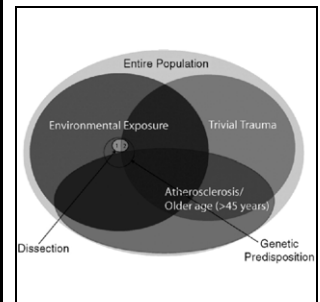 Entire Population
Environmental Exposure
Trivial Trauma
Atherosclerosis/
Older age (>45 years)
Dissection
Genetic
Predisposition